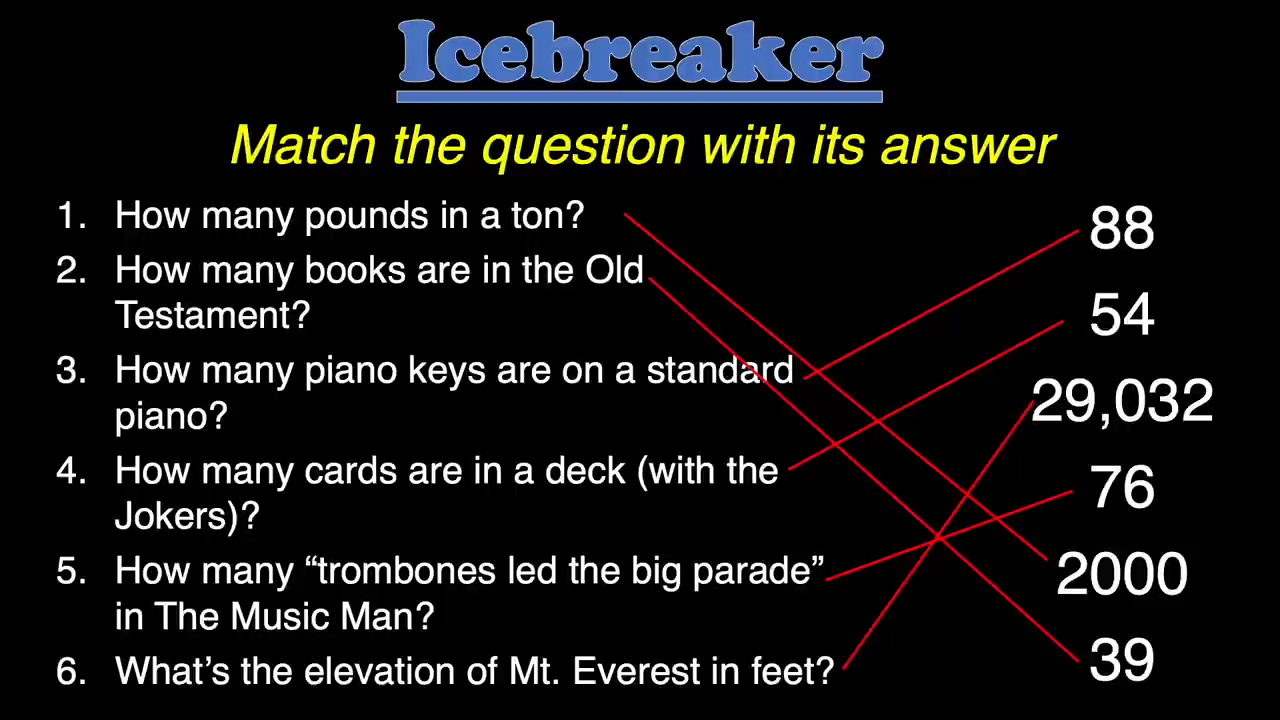 Icebreaker
Match the question with its answer
1. How many pounds in a ton?
2. How many books are in the Old
Testament?
3. How many piano keys are on a standard
piano?
4. How many cards are in a deck (with the
Jokers)?
5. How many “trombones led the big parade”
in The Music Man?
6. What’s the elevation of Mt. Everest in feet?
88
54
29,032
76
2000
39